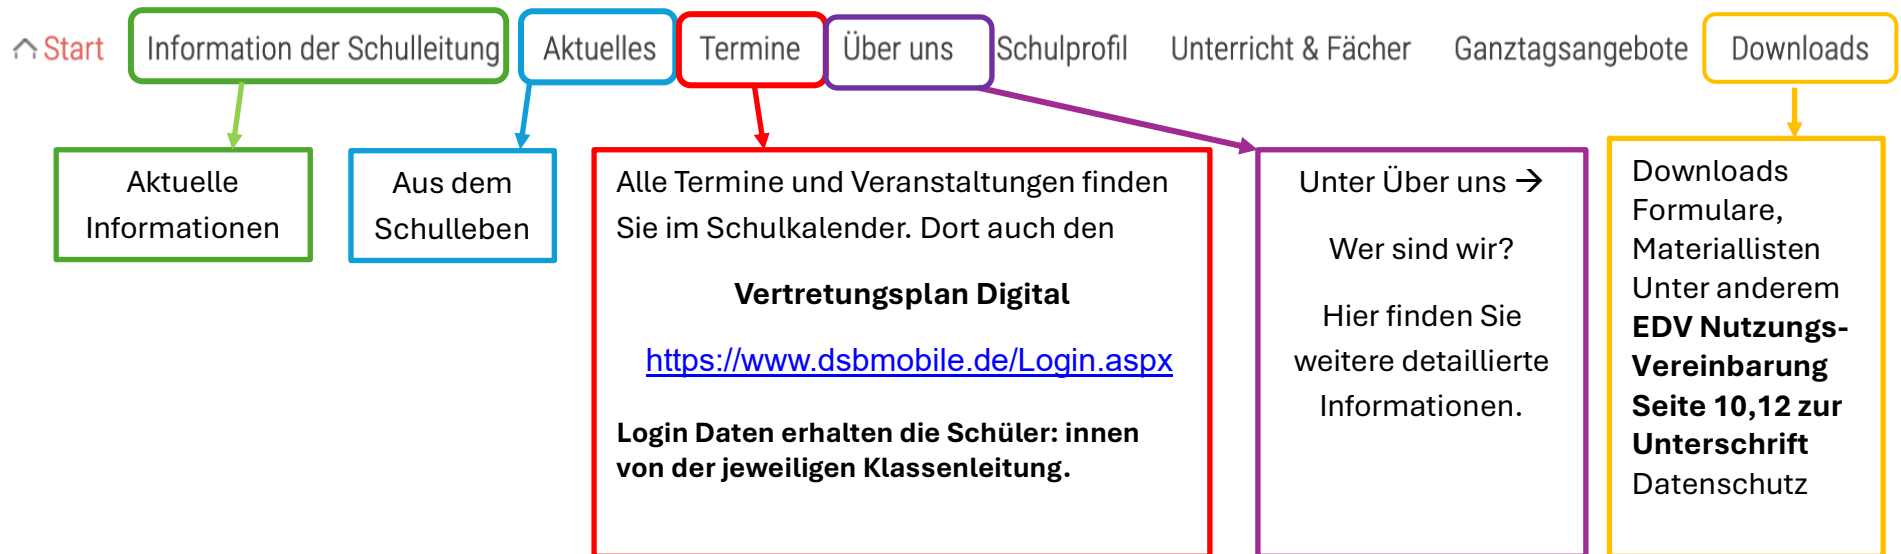 Start Information der Schulleitung Aktuelles Termine Über uns Schulprofil Unterricht & Fächer Ganztagsangebote Downloads
Aktuelle
Informationen
Aus dem
Schulleben
Alle Termine und Veranstaltungen finden
Sie im Schulkalender. Dort auch den
Vertretungsplan Digital
https://www.dsbmobile.de/Login.aspx
Login Daten erhalten die Schüler: innen
von der jeweiligen Klassenleitung.
Unter Über uns →
Wer sind wir?
Hier finden Sie
weitere detaillierte
Informationen.
Downloads
Formulare,
Materiallisten
Unter anderem
EDV Nutzungs-
Vereinbarung
Seite 10,12 zur
Unterschrift
Datenschutz